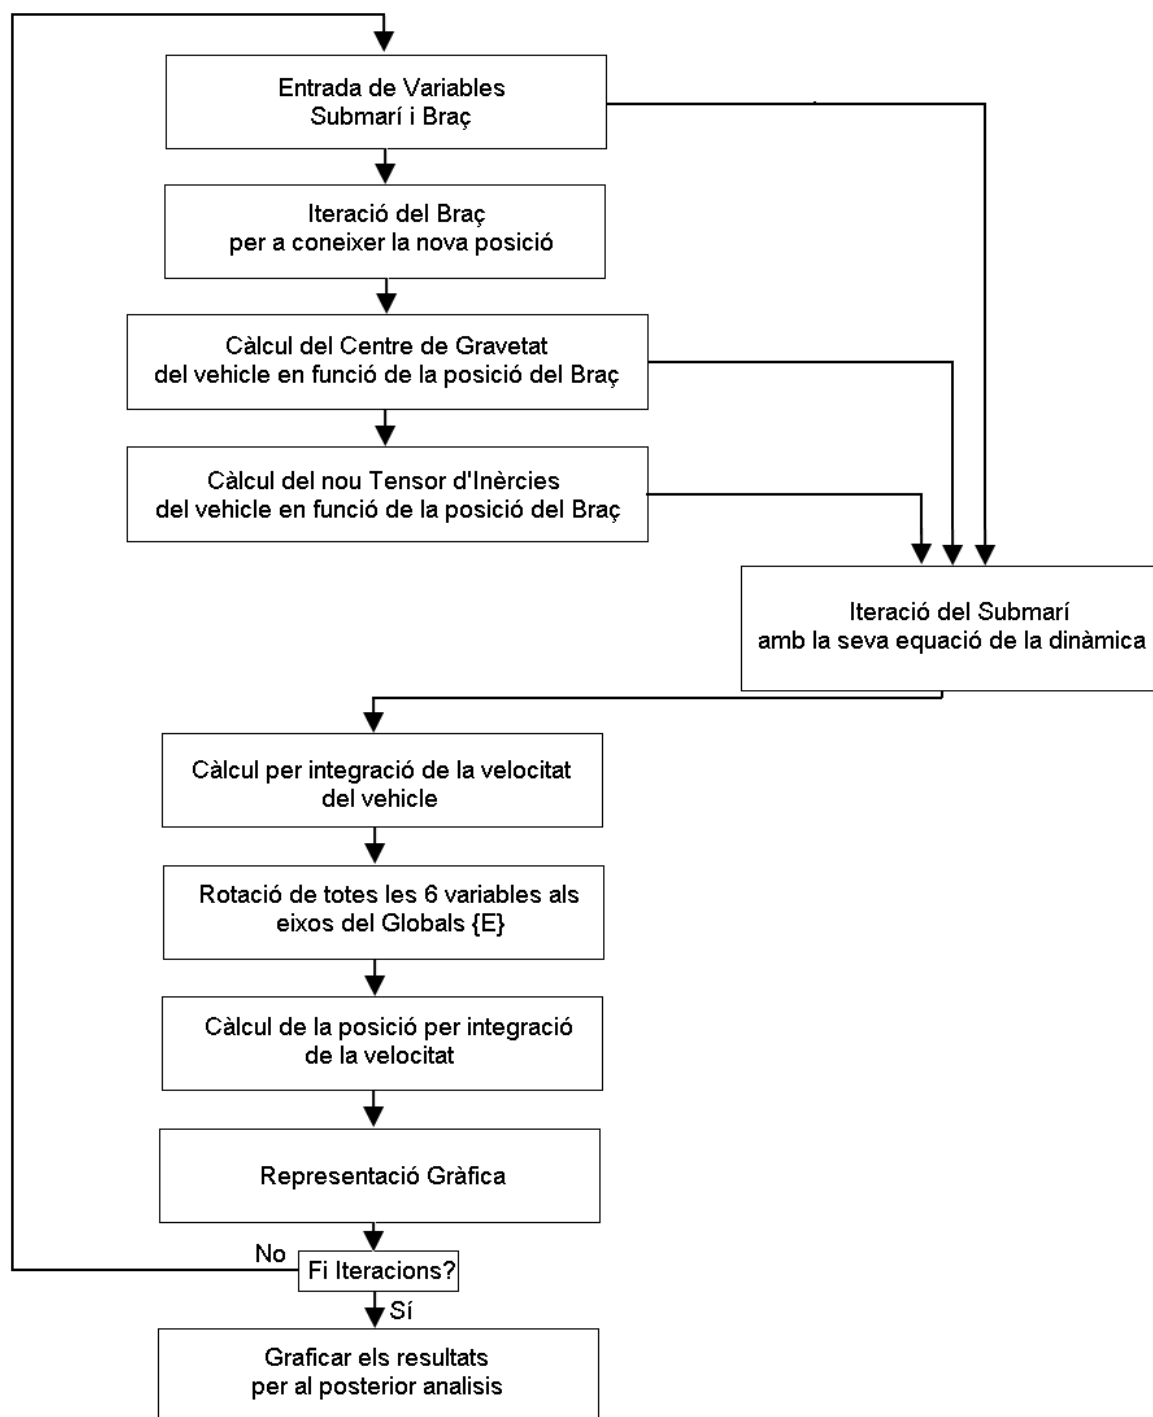 Entrada de Variables
Submarí i Braç
Iteració del Braç
per a coneixer la nova posició
Càlcul del Centre de Gravetat
del vehicle en funció de la posició del Braç
Càlcul del nou Tensor d'Inèrcies
del vehicle en funció de la posició del Braç
Iteració del Submarí
amb la seva equació de la dinàmica
Càlcul per integració de la velocitat
del vehicle
Rotació de totes les 6 variables als
eixos del Globals {E}
Càlcul de la posició per integració
de la velocitat
Representació Gràfica
No
Fi Iteracions?
Sí
Graficar els resultats
per al posterior analisis